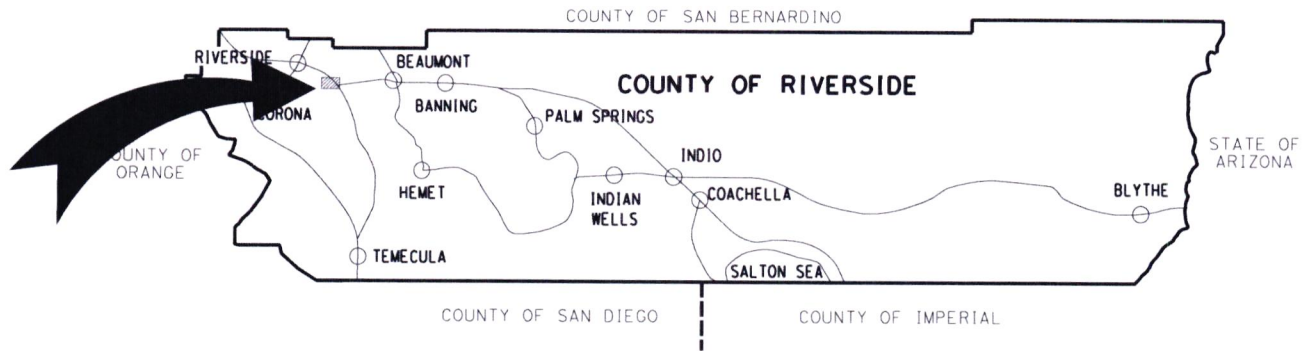 COUNTY OF SAN BERNARDINO
RIVERSIDE
BEAUMONT
COUNTY OF RIVERSIDE
BANNING
CORONA
PALM SPRINGS
STATE OF
ARIZONA
COUNTY OF
ORANGE
INDIO
HEMET
INDIAN
WELLS
COACHELLA
BLYTHE
TEMECULA
SALTON SEA
COUNTY OF SAN DIEGO
COUNTY OF IMPERIAL